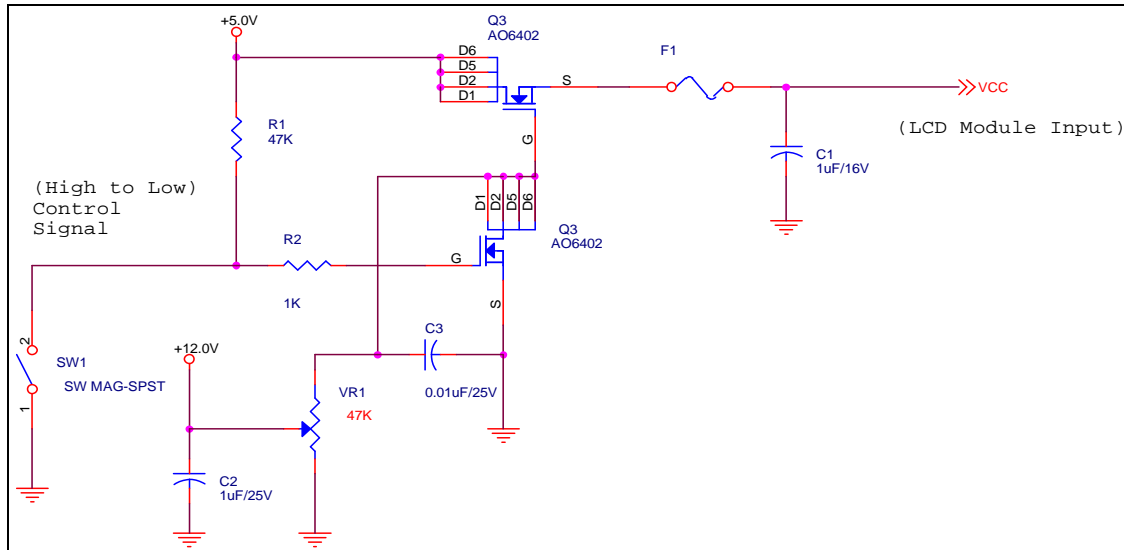 +5.0V
Q3
AO6402
D6
D5
D2
D1
S
G
F1
VCC
(LCD Module Input)
R1
47K
C1
1uF/16V
(High to Low)
Control
Signal
D1
D2
D5
D6
Q3
AO6402
R2
1K
G
S
2
SW1
SW MAG-SPST
1
+12.0V
C3
0.01uF/25V
VR1
47K
C2
1uF/25V